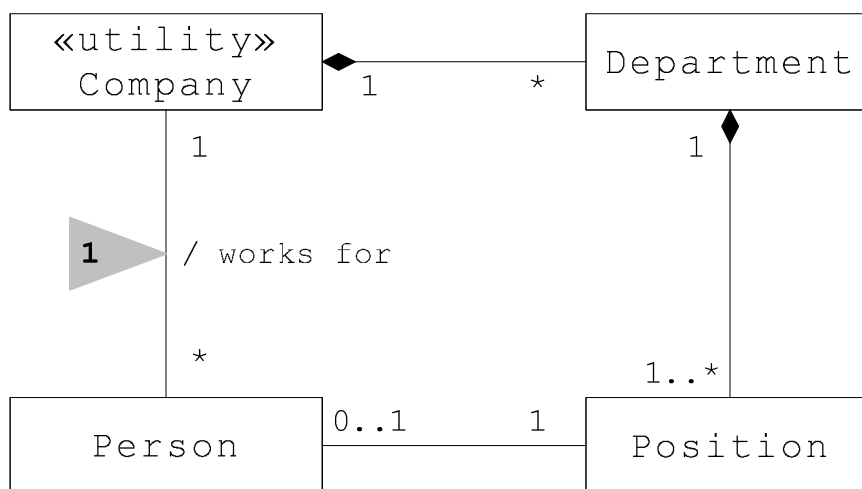 «utility»
Company
Department
1
*
1
1
1
/ works for
*
1..*
0..1
1
Person
Position